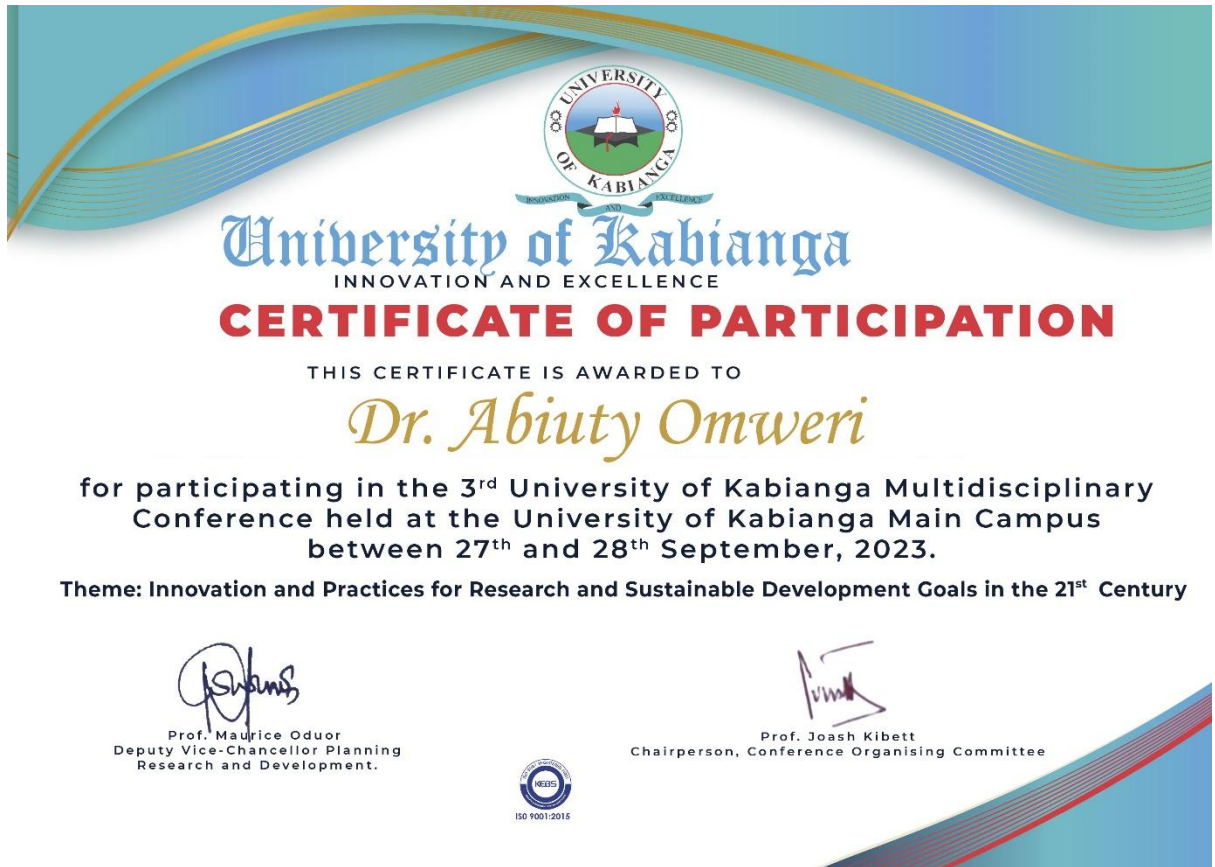 UNIVERSITY OF KABIANGA
INNOVATION AND EXCELLENCE
University of Kabianga
INNOVATION AND EXCELLENCE
CERTIFICATE OF PARTICIPATION
THIS CERTIFICATE IS AWARDED TO
Dr. Abiuty Omweri
for participating in the 3rd University of Kabianga Multidisciplinary
Conference held at the University of Kabianga Main Campus
between 27th and 28th September, 2023.
Theme: Innovation and Practices for Research and Sustainable Development Goals in the 21st Century
Prof. Maurice Oduor
Deputy Vice-Chancellor Planning
Research and Development.
Prof. Joash Kibett
Chairperson, Conference Organising Committee
KEBS
ISO 9001:2015